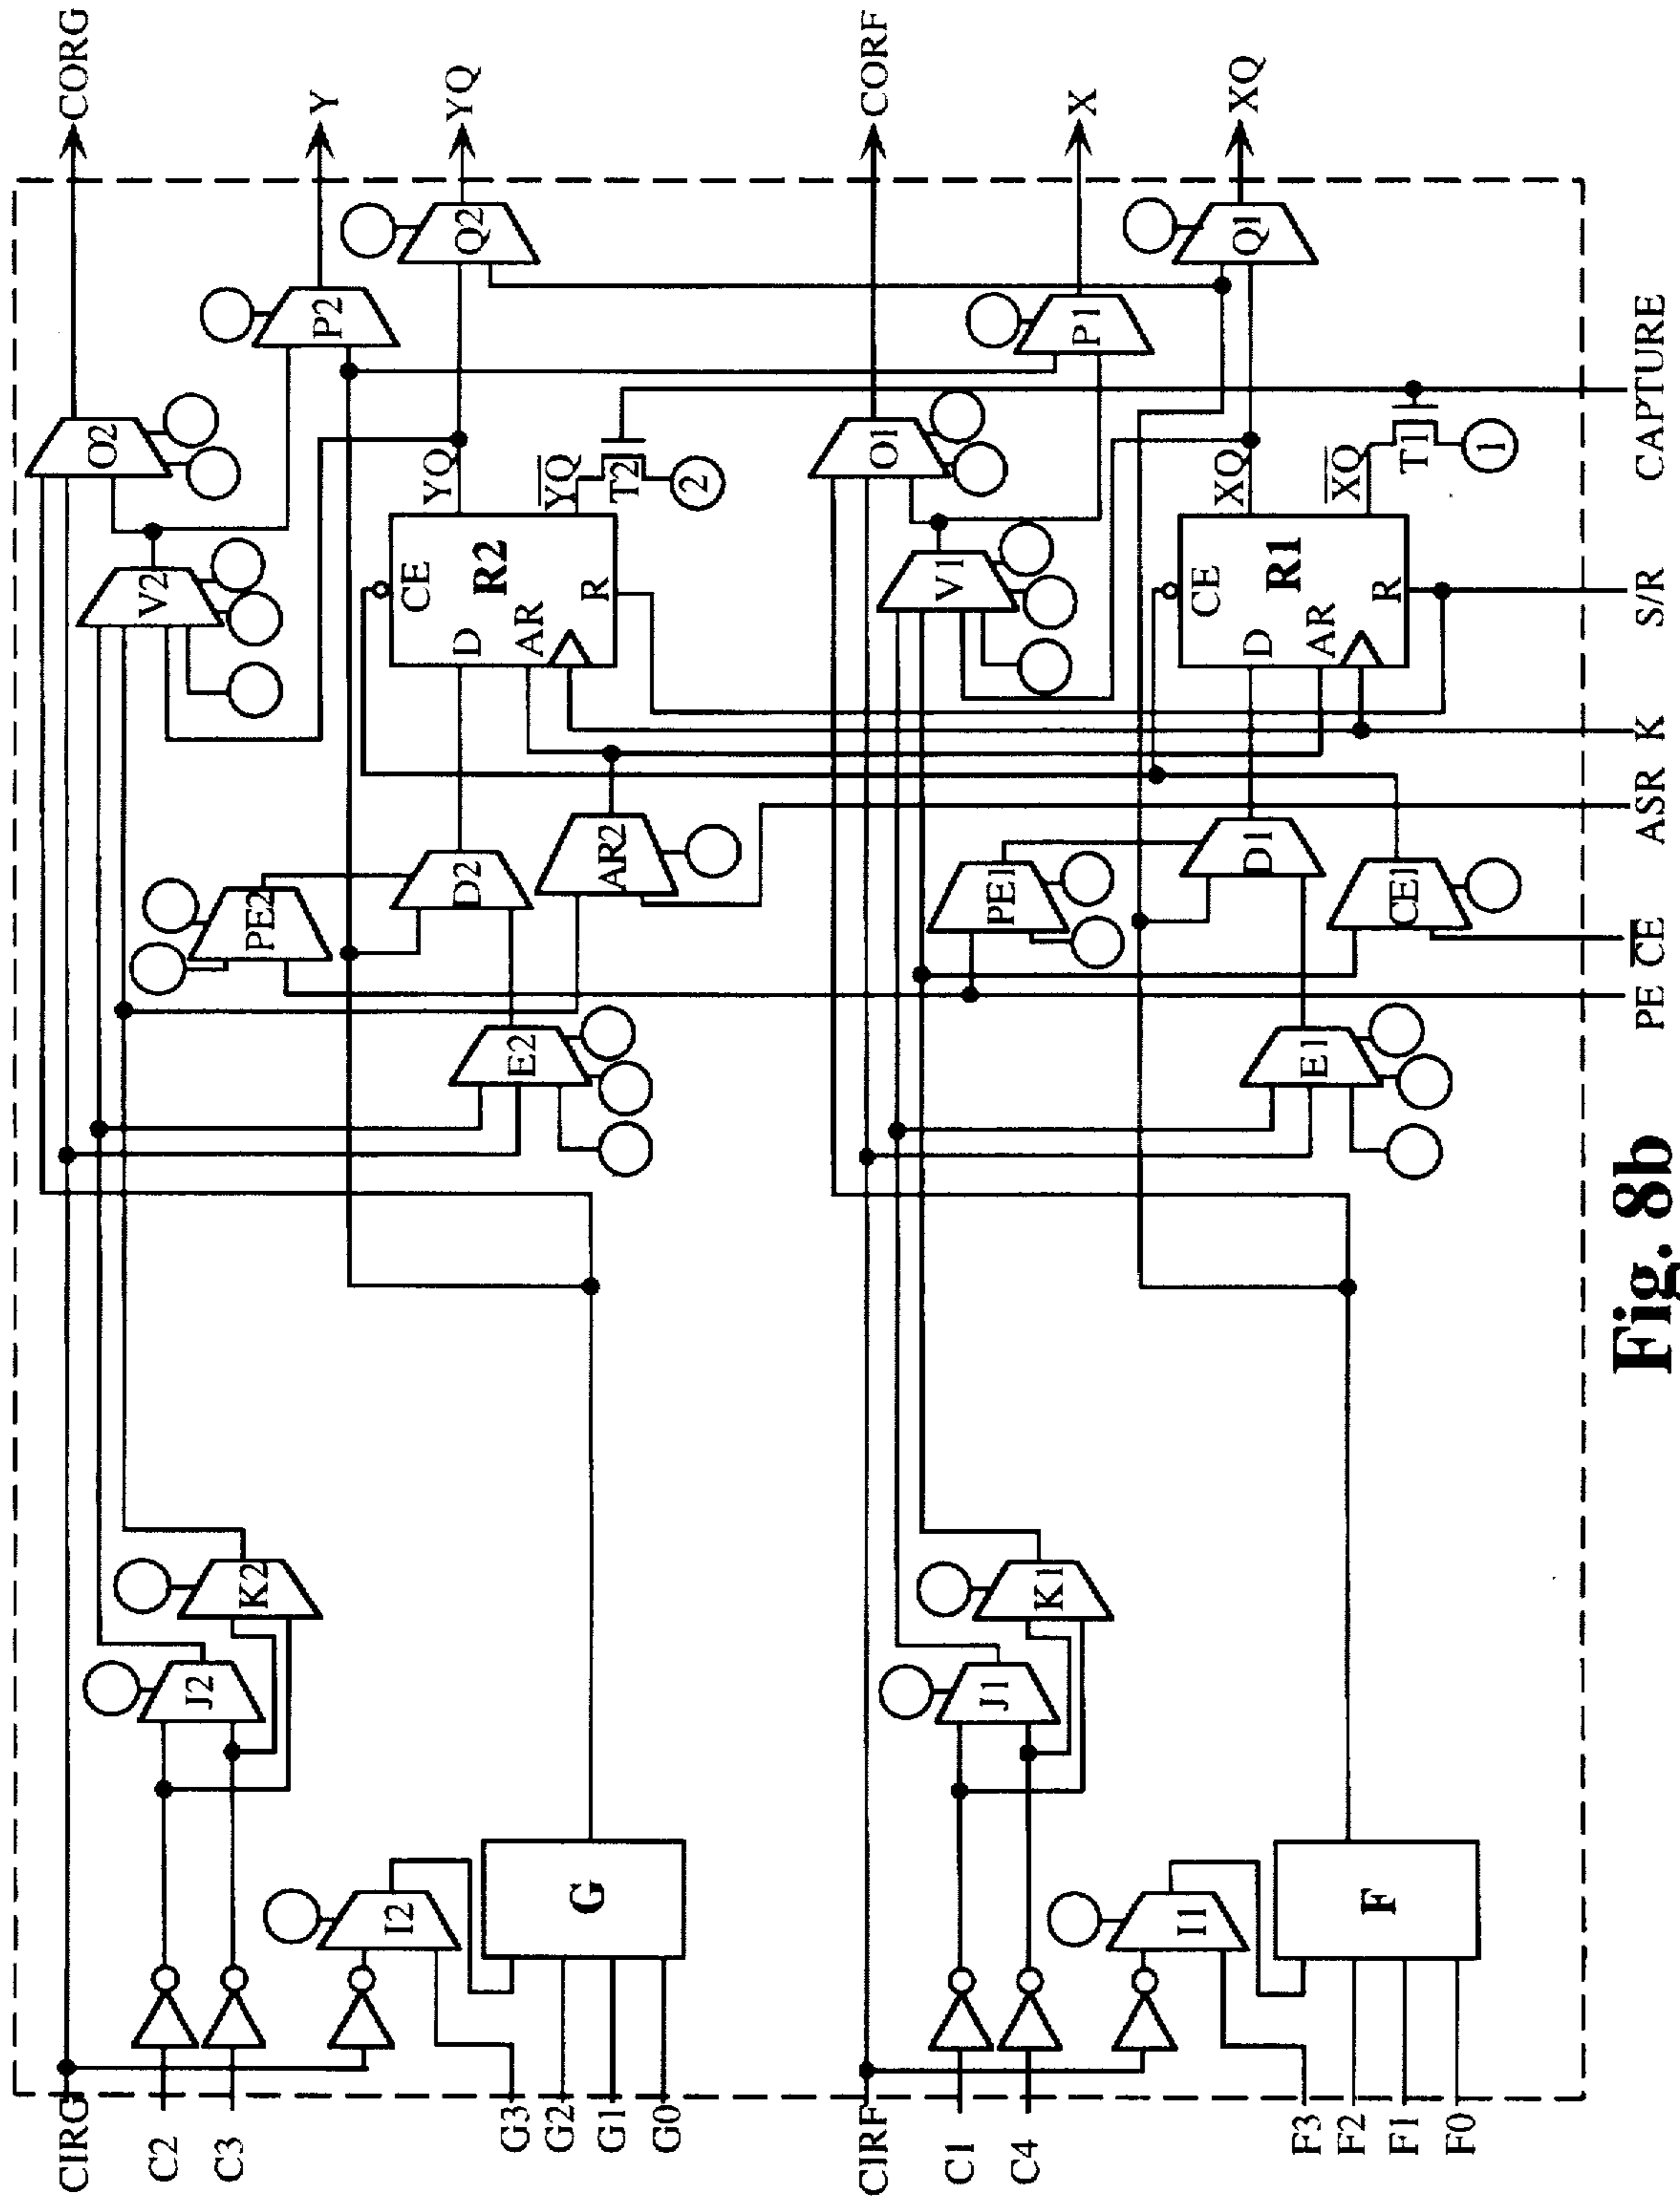 CIRG
C2
C3
G3
G2
G1
G0
CIRF
C1
C4
F3
F2
F1
F0
I2
G
J2
K2
I1
F
J1
K1
E2
PE2
D2
AR2
V2
O2
P2
Q2
CE
D
R2
AR
R
YQ
YQ
T2
2
E1
PE1
D1
CE1
V1
O1
P1
Q1
CE
D
R1
AR
R
XQ
XQ
T1
1
CORG
Y
YQ
CORF
X
XQ
PE
CE
ASR
K
S/R
CAPTURE
Fig. 8b